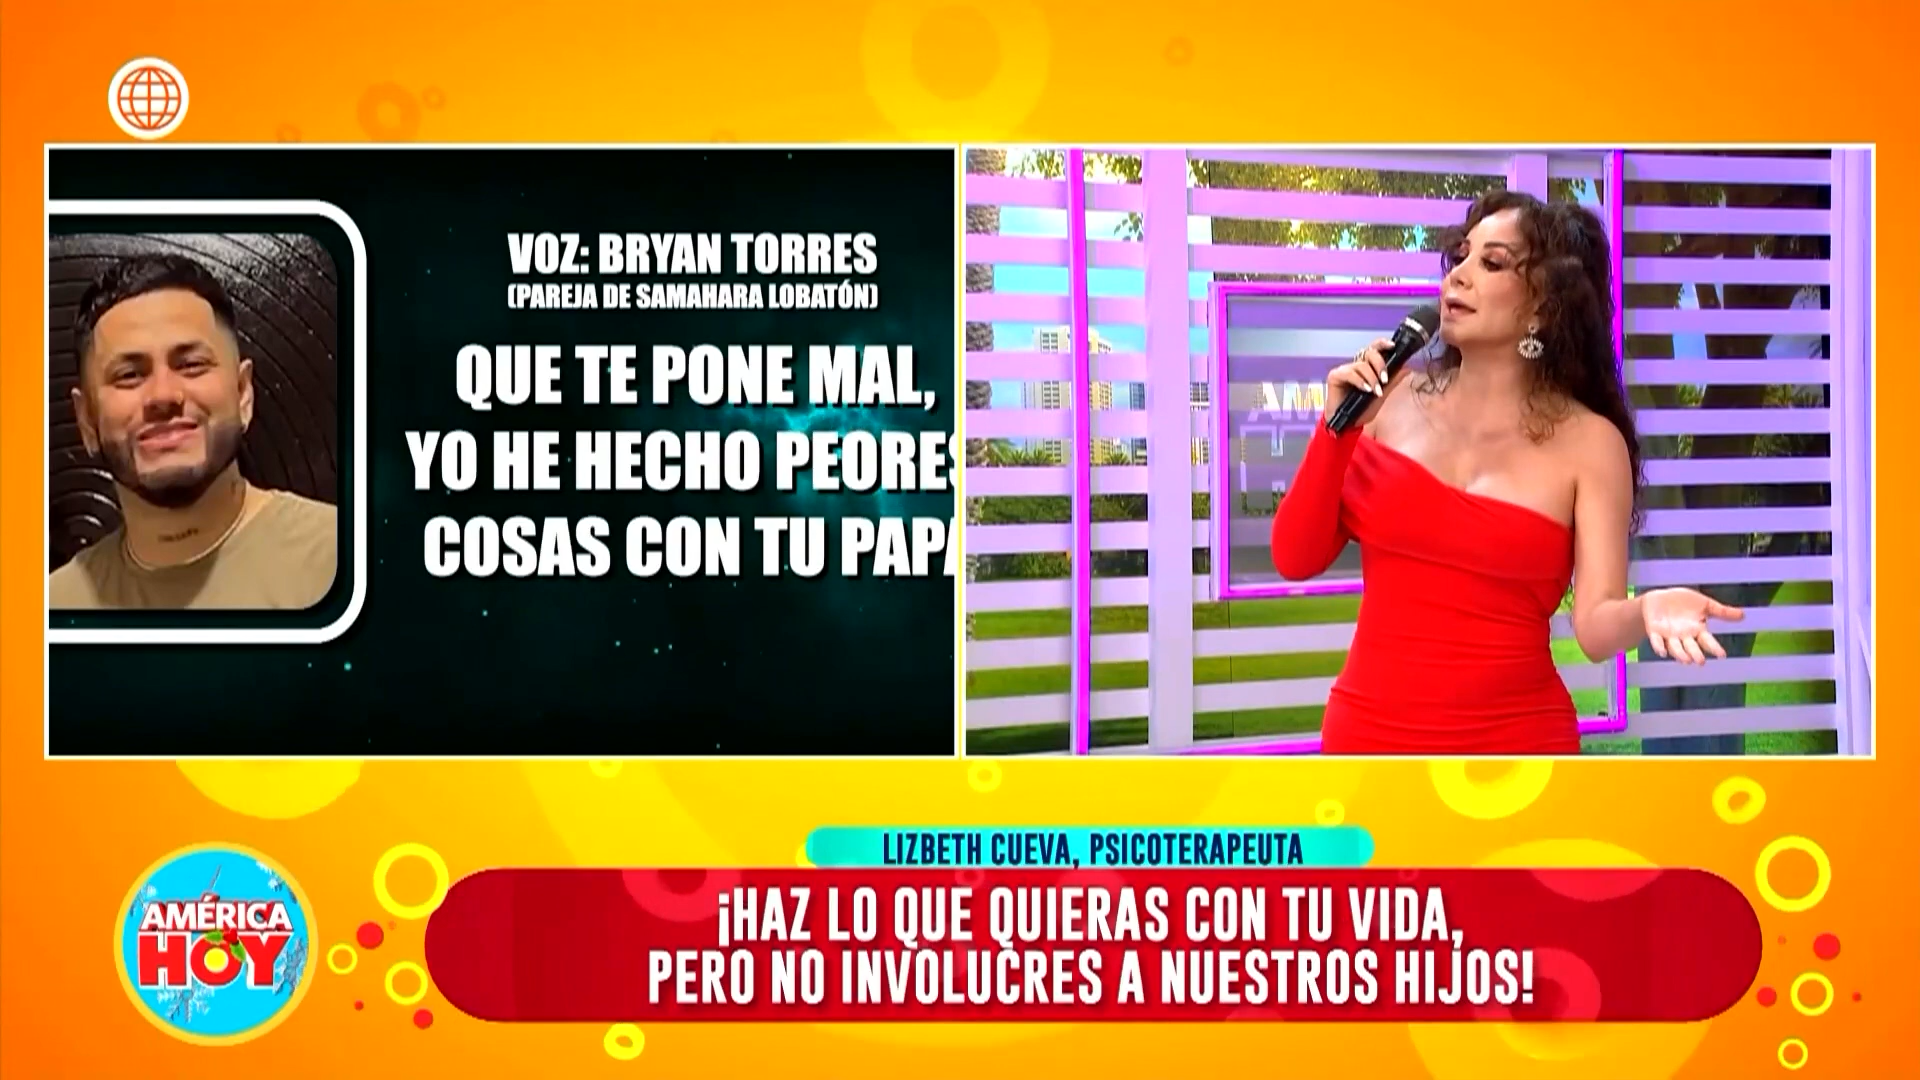 VOZ: BRYAN TORRES
(PAREJA DE SAMAHARA LOBATÓN)
QUE TE PONE MAL,
YO HE HECHO PEORES
COSAS CON TU PAPÁ
LIZBETH CUEVA, PSICOTERAPEUTA
¡HAZ LO QUE QUIERAS CON TU VIDA,
PERO NO INVOLUCRES A NUESTROS HIJOS!
AMÉRICA
HOY